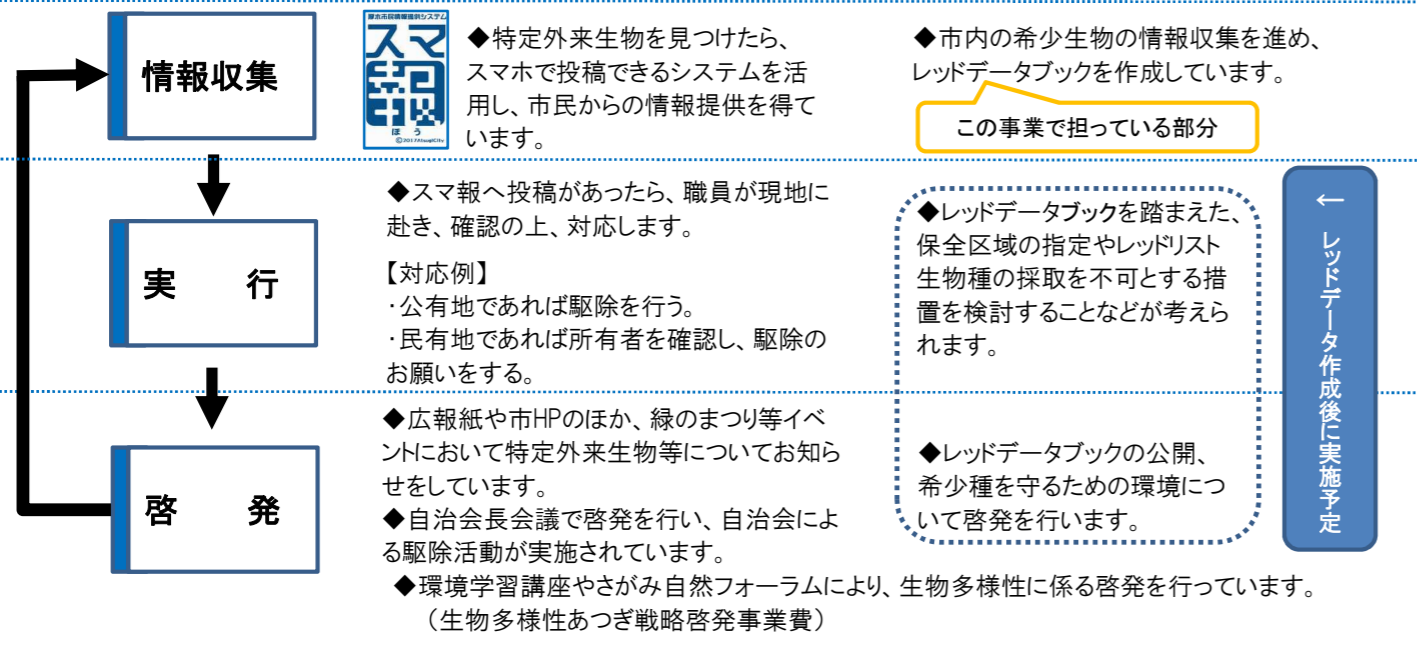 情報収集
厚木市民情報提供システム
スマ報
ほう
©2017AtsugiCity
◆特定外来生物を見つけたら、
スマホで投稿できるシステムを活
用し、市民からの情報提供を得て
います。
◆市内の希少生物の情報収集を進め、
レッドデータブックを作成しています。
この事業で担っている部分
実　行
◆スマ報へ投稿があったら、職員が現地に
赴き、確認の上、対応します。
【対応例】
・公有地であれば駆除を行う。
・民有地であれば所有者を確認し、駆除の
お願いをする。
◆レッドデータブックを踏まえた、
保全区域の指定やレッドリスト
生物種の採取を不可とする措
置を検討することなどが考えら
れます。
← レッドデータ作成後に実施予定
啓　発
◆広報紙や市HPのほか、緑のまつり等イベ
ントにおいて特定外来生物等についてお知ら
せをしています。
◆自治会長会議で啓発を行い、自治会によ
る駆除活動が実施されています。
◆レッドデータブックの公開、
希少種を守るための環境につ
いて啓発を行います。
◆環境学習講座やさがみ自然フォーラムにより、生物多様性に係る啓発を行っています。
（生物多様性あつぎ戦略啓発事業費）